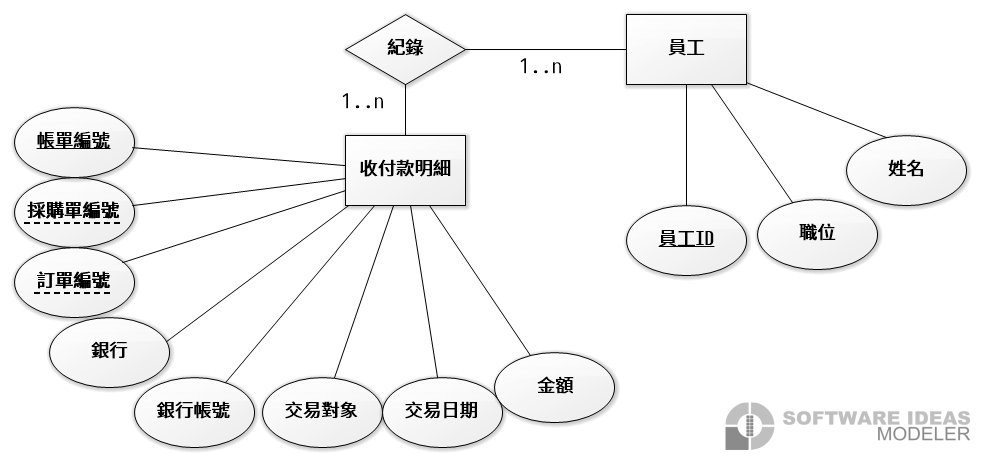 紀錄
員工
1..n
1..n
收付款明細
帳單編號
採購單編號
訂單編號
銀行
銀行帳號
交易對象
交易日期
金額
員工ID
職位
姓名
SOFTWARE IDEAS
MODELER